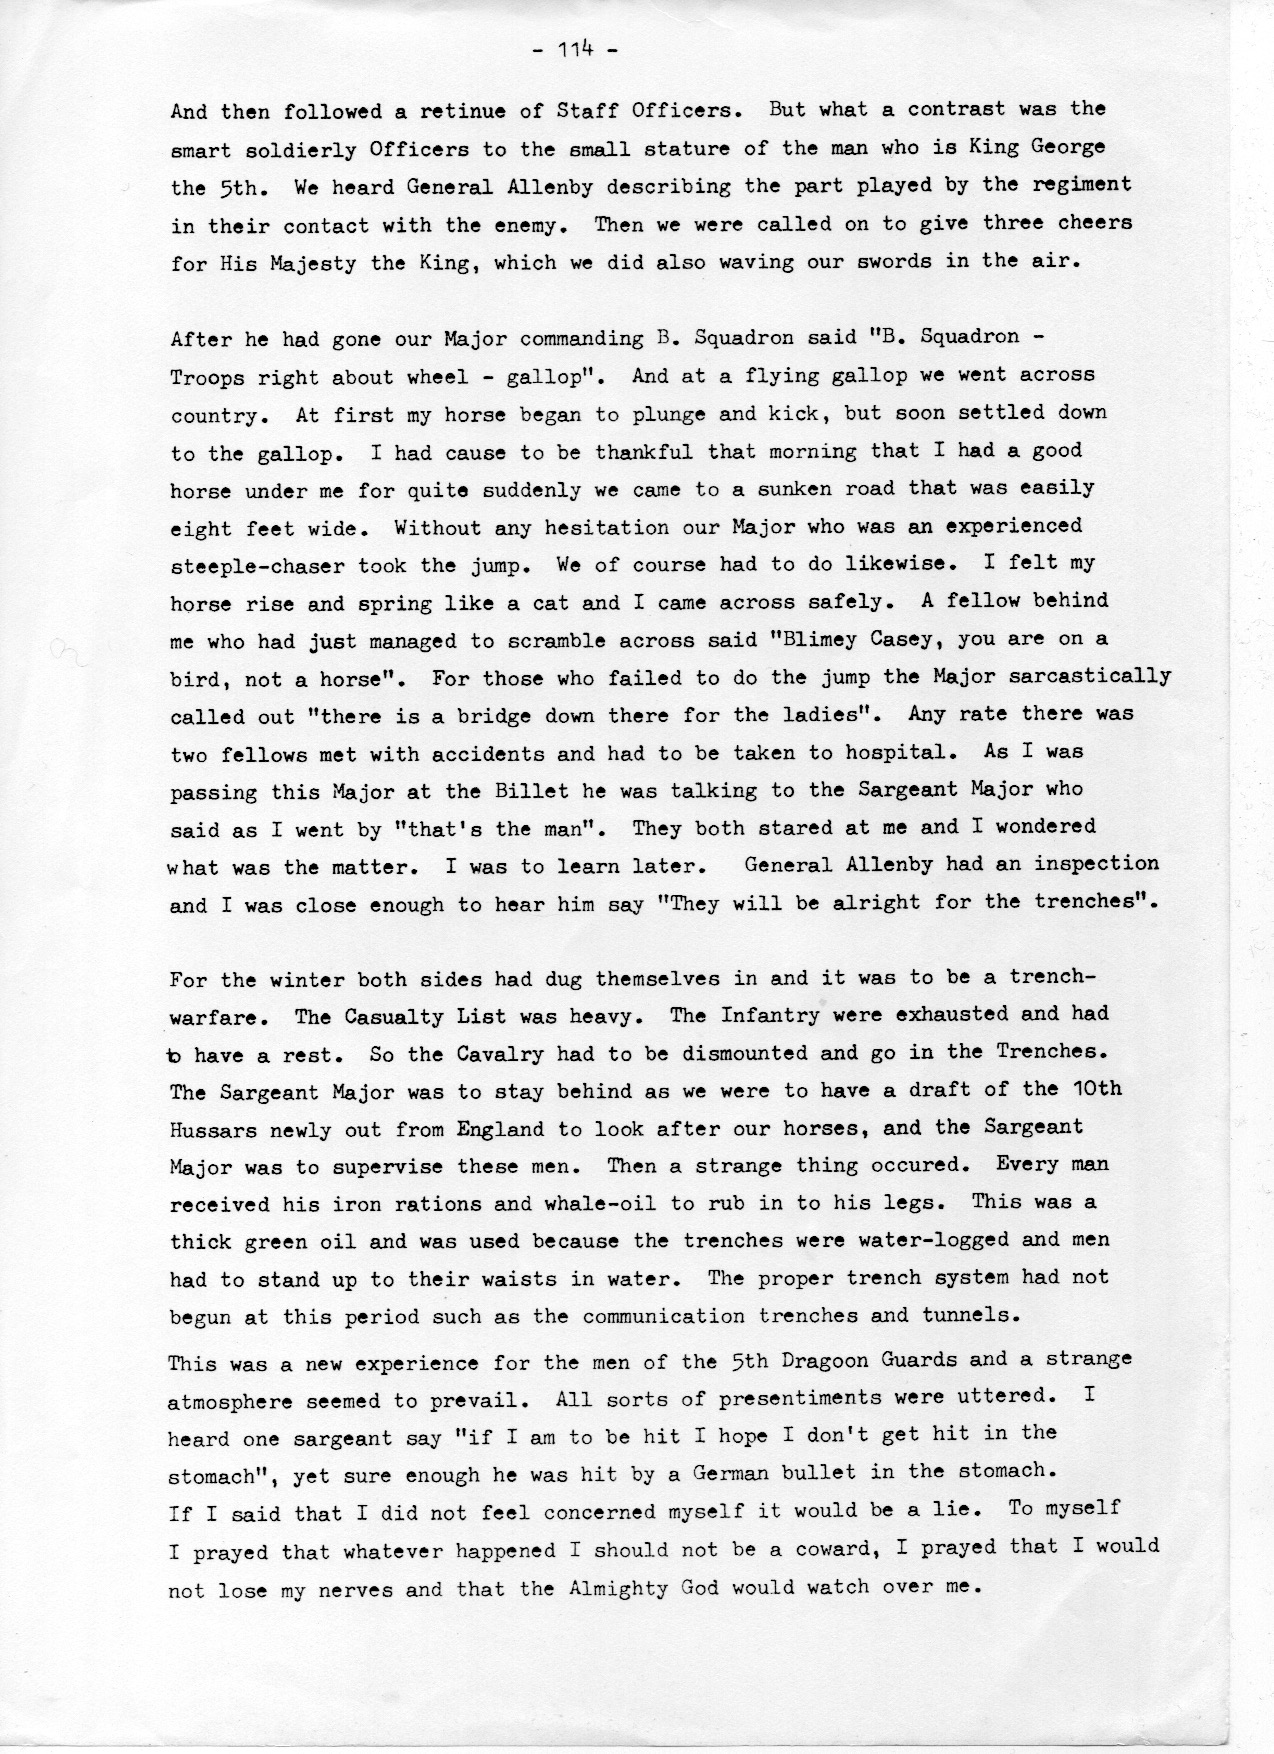 - 114 -
And then followed a retinue of Staff Officers. But what a contrast was the
smart soldierly Officers to the small stature of the man who is King George
the 5th. We heard General Allenby describing the part played by the regiment
in their contact with the enemy. Then we were called on to give three cheers
for His Majesty the King, which we did also waving our swords in the air.
After he had gone our Major commanding B. Squadron said "B. Squadron -
Troops right about wheel - gallop". And at a flying gallop we went across
country. At first my horse began to plunge and kick, but soon settled down
to the gallop. I had cause to be thankful that morning that I had a good
horse under me for quite suddenly we came to a sunken road that was easily
eight feet wide. Without any hesitation our Major who was an experienced
steeple-chaser took the jump. We of course had to do likewise. I felt my
horse rise and spring like a cat and I came across safely. A fellow behind
me who had just managed to scramble across said "Blimey Casey, you are on a
bird, not a horse". For those who failed to do the jump the Major sarcastically
called out "there is a bridge down there for the ladies". Any rate there was
two fellows met with accidents and had to be taken to hospital. As I was
passing this Major at the Billet he was talking to the Sargeant Major who
said as I went by "that's the man". They both stared at me and I wondered
what was the matter. I was to learn later. General Allenby had an inspection
and I was close enough to hear him say "They will be alright for the trenches".
For the winter both sides had dug themselves in and it was to be a trench-
warfare. The Casualty List was heavy. The Infantry were exhausted and had
to have a rest. So the Cavalry had to be dismounted and go in the Trenches.
The Sargeant Major was to stay behind as we were to have a draft of the 10th
Hussars newly out from England to look after our horses, and the Sargeant
Major was to supervise these men. Then a strange thing occured. Every man
received his iron rations and whale-oil to rub in to his legs. This was a
thick green oil and was used because the trenches were water-logged and men
had to stand up to their waists in water. The proper trench system had not
begun at this period such as the communication trenches and tunnels.
This was a new experience for the men of the 5th Dragoon Guards and a strange
atmosphere seemed to prevail. All sorts of presentiments were uttered. I
heard one sargeant say "if I am to be hit I hope I don't get hit in the
stomach", yet sure enough he was hit by a German bullet in the stomach.
If I said that I did not feel concerned myself it would be a lie. To myself
I prayed that whatever happened I should not be a coward, I prayed that I would
not lose my nerves and that the Almighty God would watch over me.